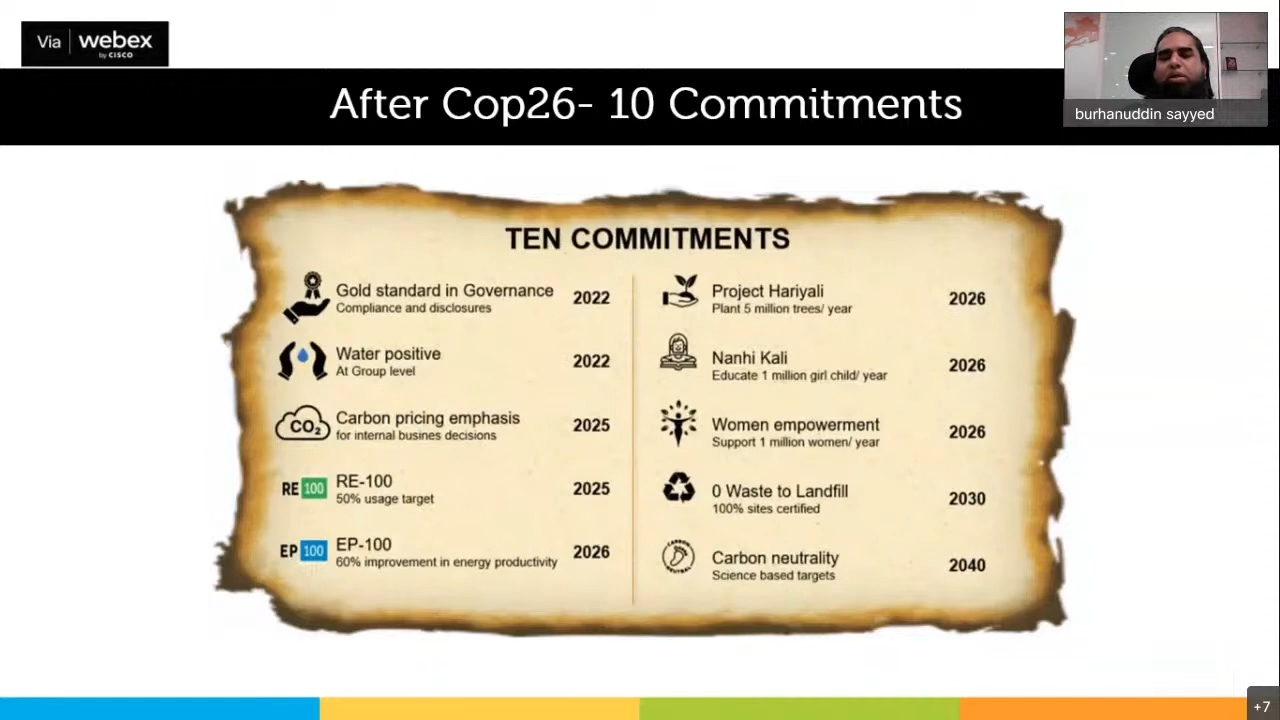 Via webex
by CISCO
After Cop26- 10 Commitments
burhanuddin sayyed
TEN COMMITMENTS
Gold standard in Governance 2022
Compliance and disclosures
Water positive 2022
At Group level
CO₂ Carbon pricing emphasis 2025
for internal busines decisions
RE 100 RE-100 2025
50% usage target
EP 100 EP-100 2026
60% improvement in energy productivity
Project Hariyali 2026
Plant 5 million trees/ year
Nanhi Kali 2026
Educate 1 million girl child/ year
Women empowerment 2026
Support 1 million women/ year
0 Waste to Landfill 2030
100% sites certified
CARBON NEUTRAL
Carbon neutrality 2040
Science based targets
+7